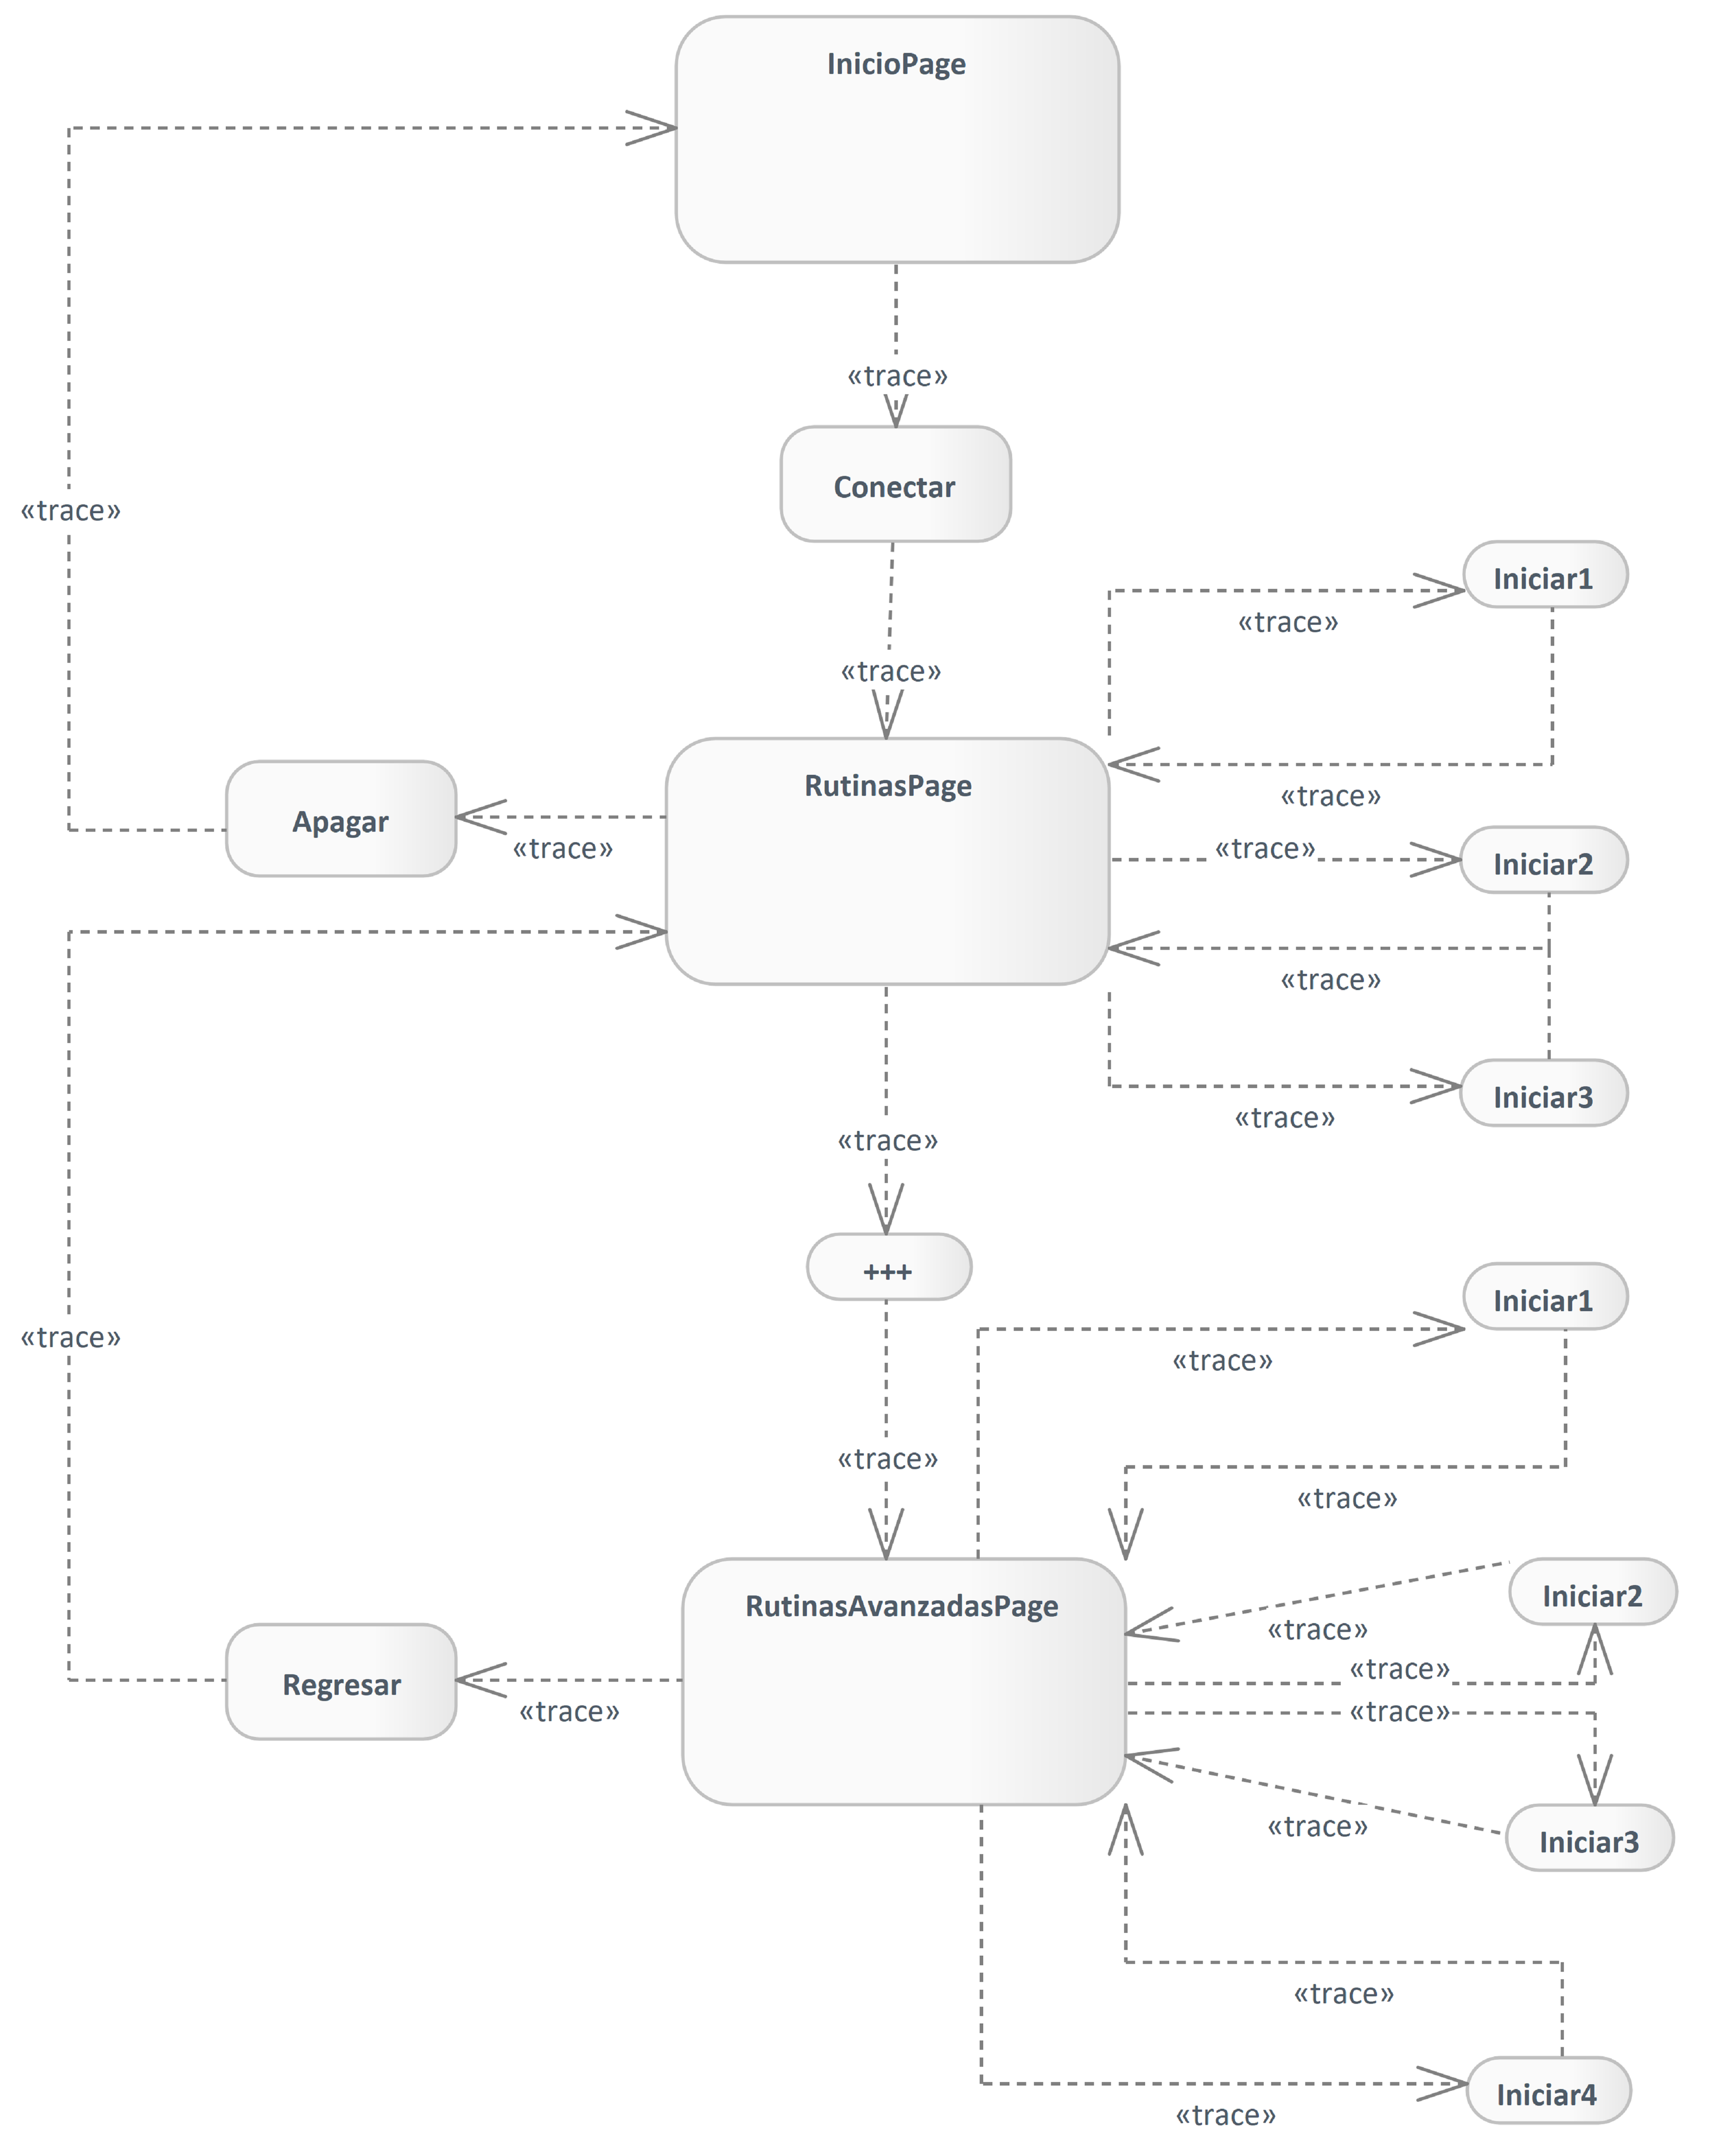 InicioPage
«trace»
Conectar
«trace»
Iniciar1
«trace»
«trace»
RutinasPage
«trace»
Apagar
«trace»
«trace»
Iniciar2
«trace»
Iniciar3
«trace»
«trace»
+++
Iniciar1
«trace»
«trace»
«trace»
«trace»
RutinasAvanzadasPage
Iniciar2
«trace»
«trace»
Regresar
«trace»
«trace»
«trace»
Iniciar3
«trace»
Iniciar4
«trace»